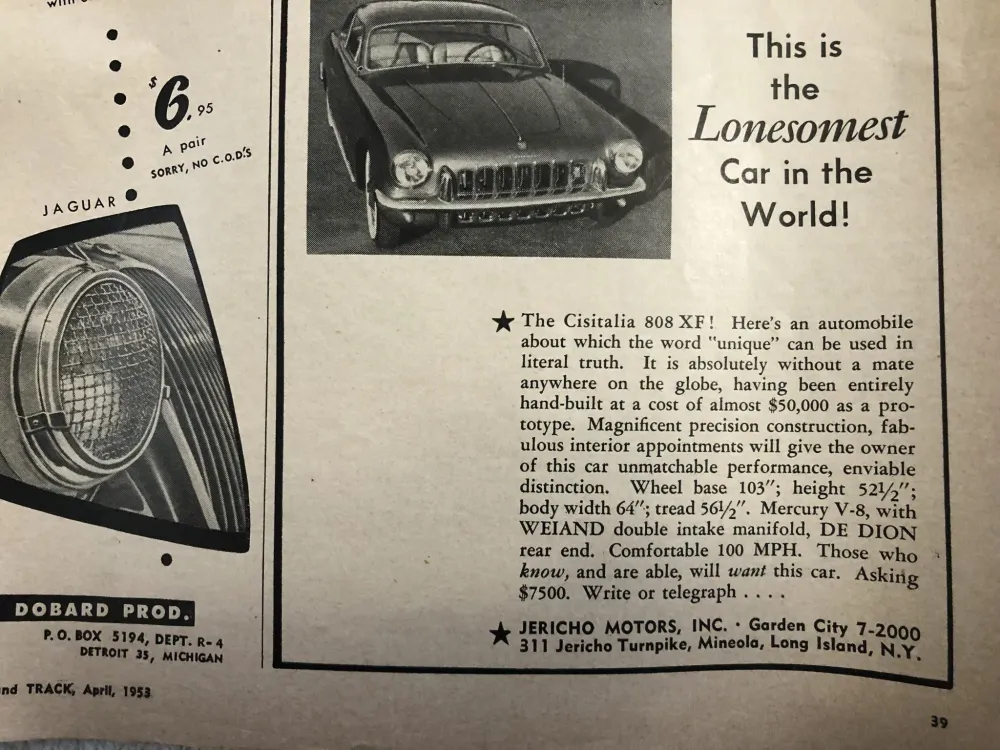 $6.95
A pair
SORRY, NO C.O.D.'S
JAGUAR
DOBARD PROD.
P. O. BOX 5194, DEPT. R-4
DETROIT 35, MICHIGAN
This is
the
Lonesomest
Car in the
World!
★ The Cisitalia 808 XF! Here's an automobile
about which the word "unique" can be used in
literal truth. It is absolutely without a mate
anywhere on the globe, having been entirely
hand-built at a cost of almost $50,000 as a pro-
totype. Magnificent precision construction, fab-
ulous interior appointments will give the owner
of this car unmatchable performance, enviable
distinction. Wheel base 103"; height 52½";
body width 64"; tread 56½". Mercury V-8, with
WEIAND double intake manifold, DE DION
rear end. Comfortable 100 MPH. Those who
know, and are able, will want this car. Asking
$7500. Write or telegraph . . . .
★ JERICHO MOTORS, INC. · Garden City 7-2000
311 Jericho Turnpike, Mineola, Long Island, N.Y.
TRACK, April, 1953
39